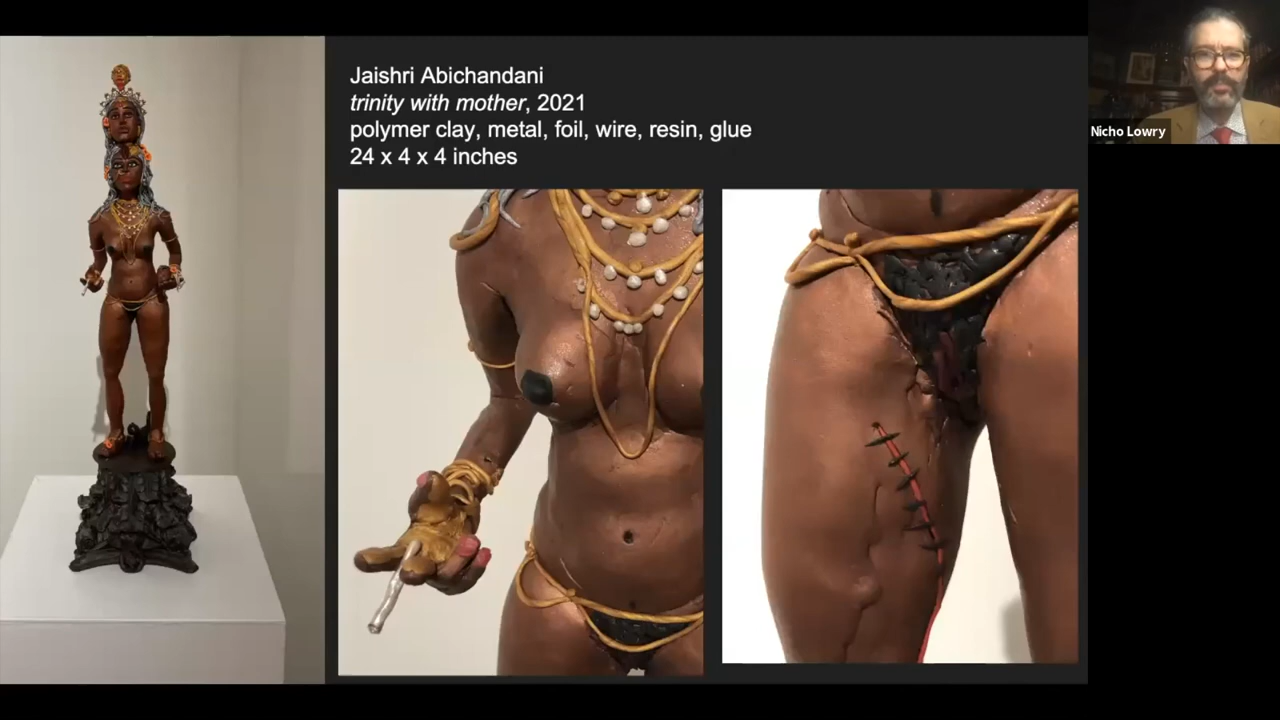 Jaishri Abichandani
trinity with mother, 2021
polymer clay, metal, foil, wire, resin, glue
24 x 4 x 4 inches
Nicho Lowry